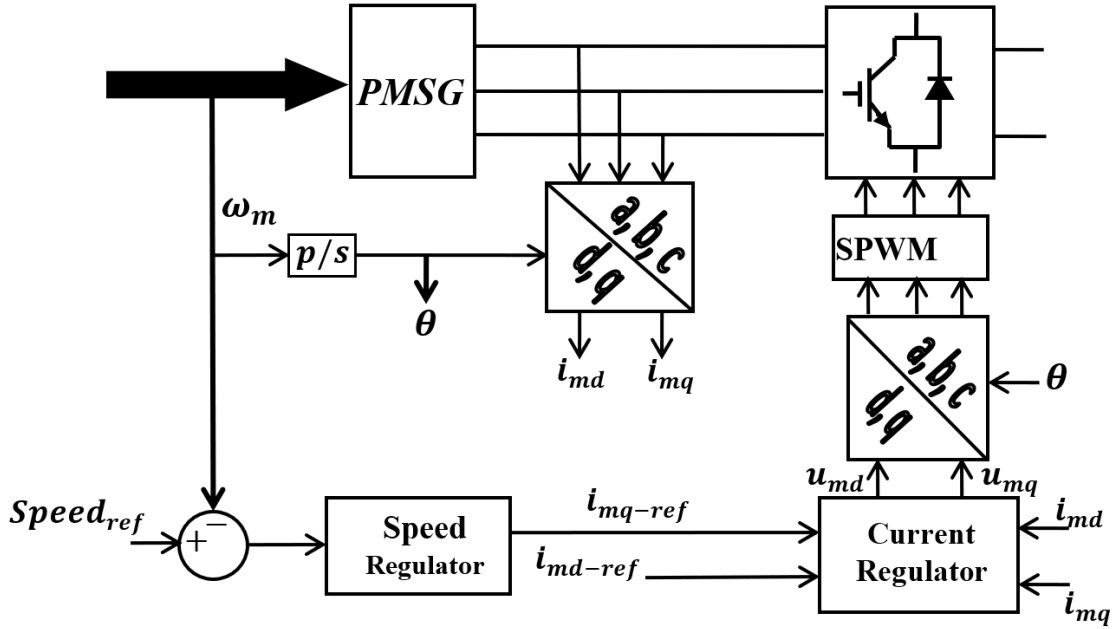 PMSG
ω_m
p/s
θ
a,b,c
d,q
i_md
i_mq
SPWM
a,b,c
d,q
θ
u_md
u_mq
Speed_ref
−
+
Speed
Regulator
i_mq-ref
i_md-ref
Current
Regulator
i_md
i_mq